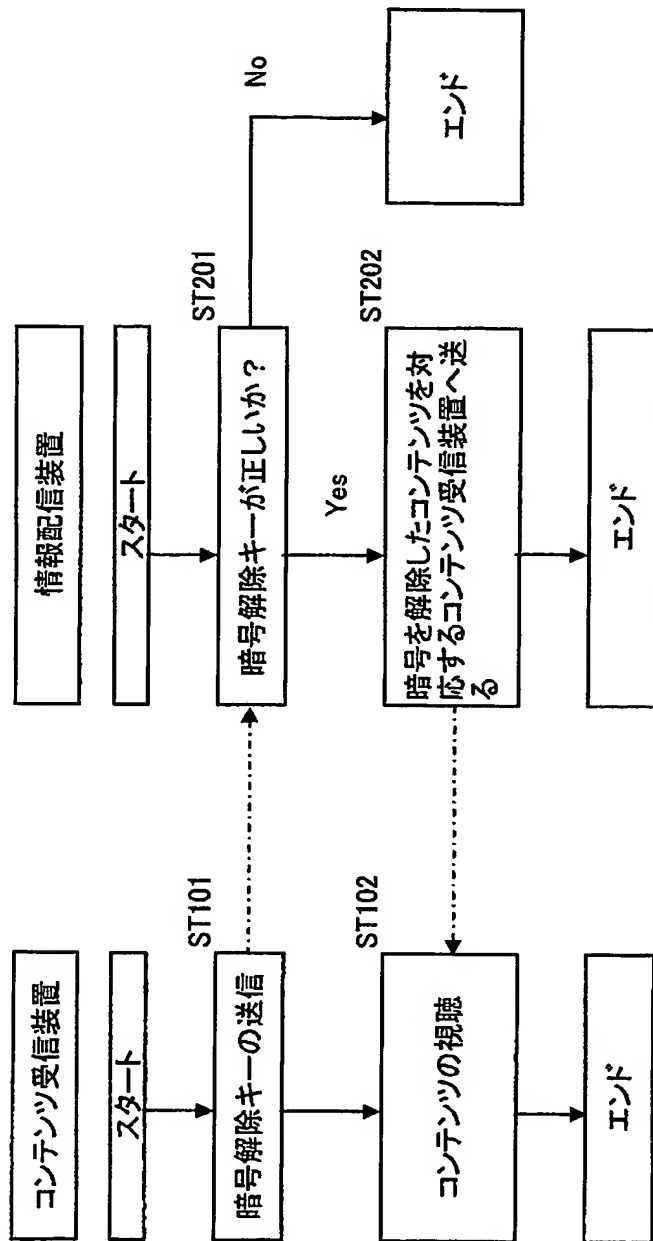 コンテンツ受信装置
スタート
ST101
暗号解除キーの送信
ST102
コンテンツの視聴
エンド
情報配信装置
スタート
ST201
暗号解除キーが正しいか?
No
エンド
Yes
ST202
暗号を解除したコンテンツを対
応するコンテンツ受信装置へ送
る
エンド